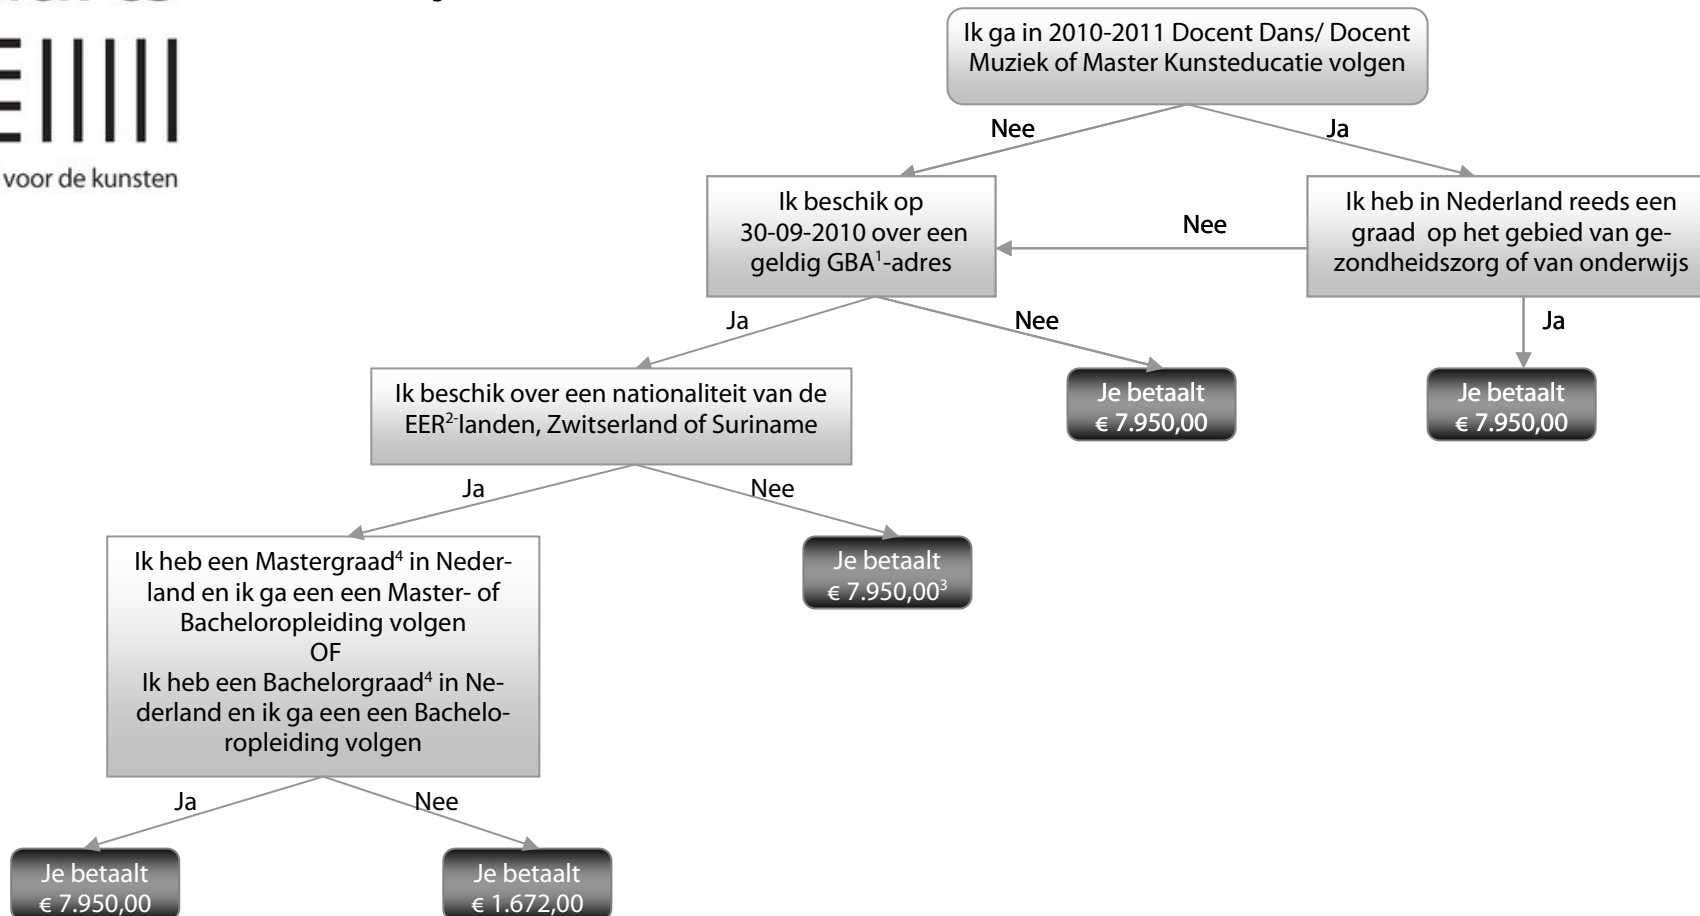 voor de kunsten
Ik ga in 2010-2011 Docent Dans/ Docent
Muziek of Master Kunsteducatie volgen
Nee
Ja
Ik beschik op
30-09-2010 over een
geldig GBA¹-adres
Nee
Ik heb in Nederland reeds een
graad op het gebied van ge-
zondheidszorg of van onderwijs
Ja
Nee
Ja
Ik beschik over een nationaliteit van de
EER²-landen, Zwitserland of Suriname
Je betaalt
€ 7.950,00
Je betaalt
€ 7.950,00
Ja
Nee
Ik heb een Mastergraad⁴ in Neder-
land en ik ga een een Master- of
Bacheloropleiding volgen
OF
Ik heb een Bachelorgraad⁴ in Ne-
derland en ik ga een een Bachelo-
ropleiding volgen
Je betaalt
€ 7.950,00³
Ja
Nee
Je betaalt
€ 7.950,00
Je betaalt
€ 1.672,00